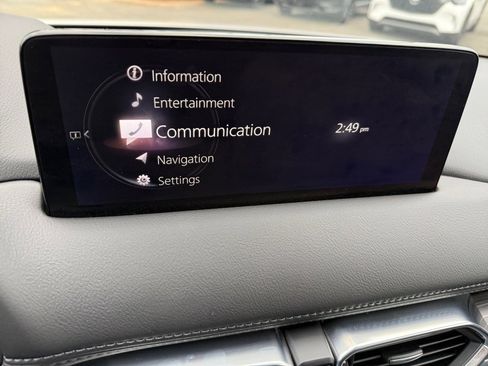 Information
Entertainment
Communication
2:49 pm
Navigation
Settings